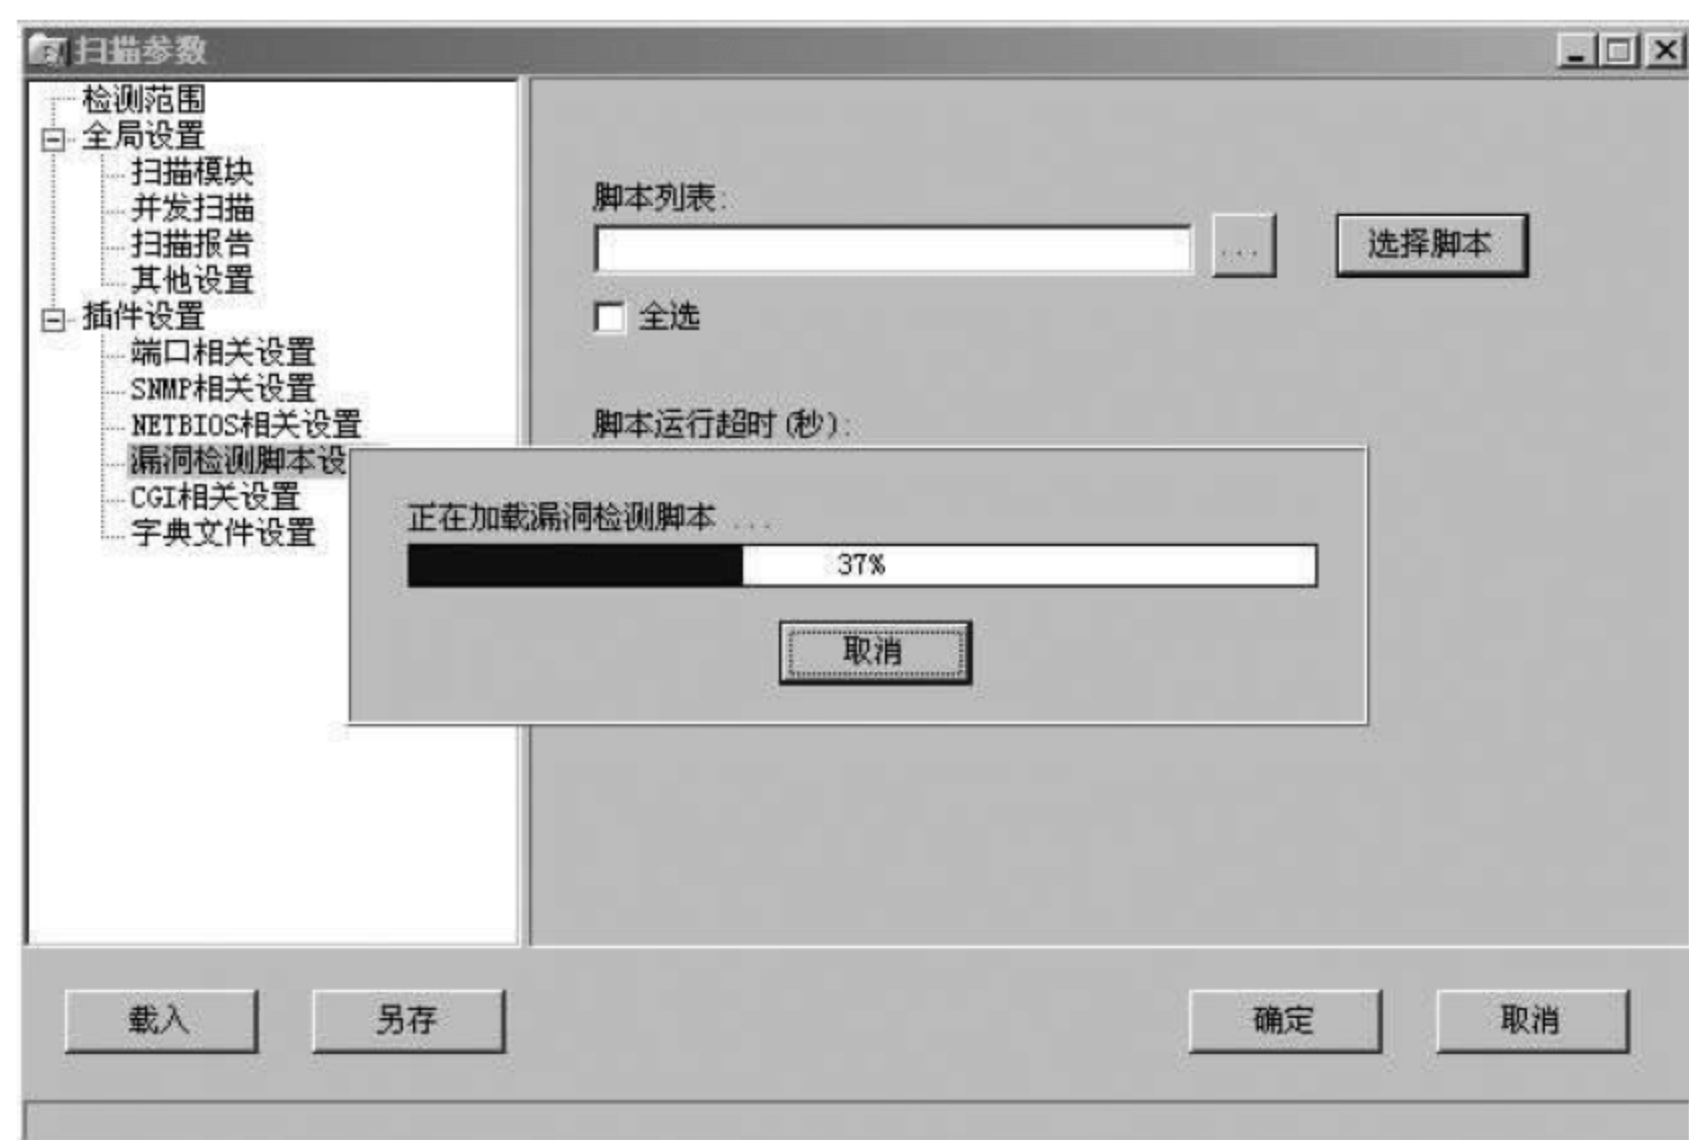 扫描参数
检测范围
全局设置
扫描模块
并发扫描
扫描报告
其他设置
插件设置
端口相关设置
SNMP相关设置
NETBIOS相关设置
漏洞检测脚本设
CGI相关设置
字典文件设置
脚本列表:
...
选择脚本
全选
脚本运行超时(秒):
正在加载漏洞检测脚本 ...
37%
取消
载入
另存
确定
取消